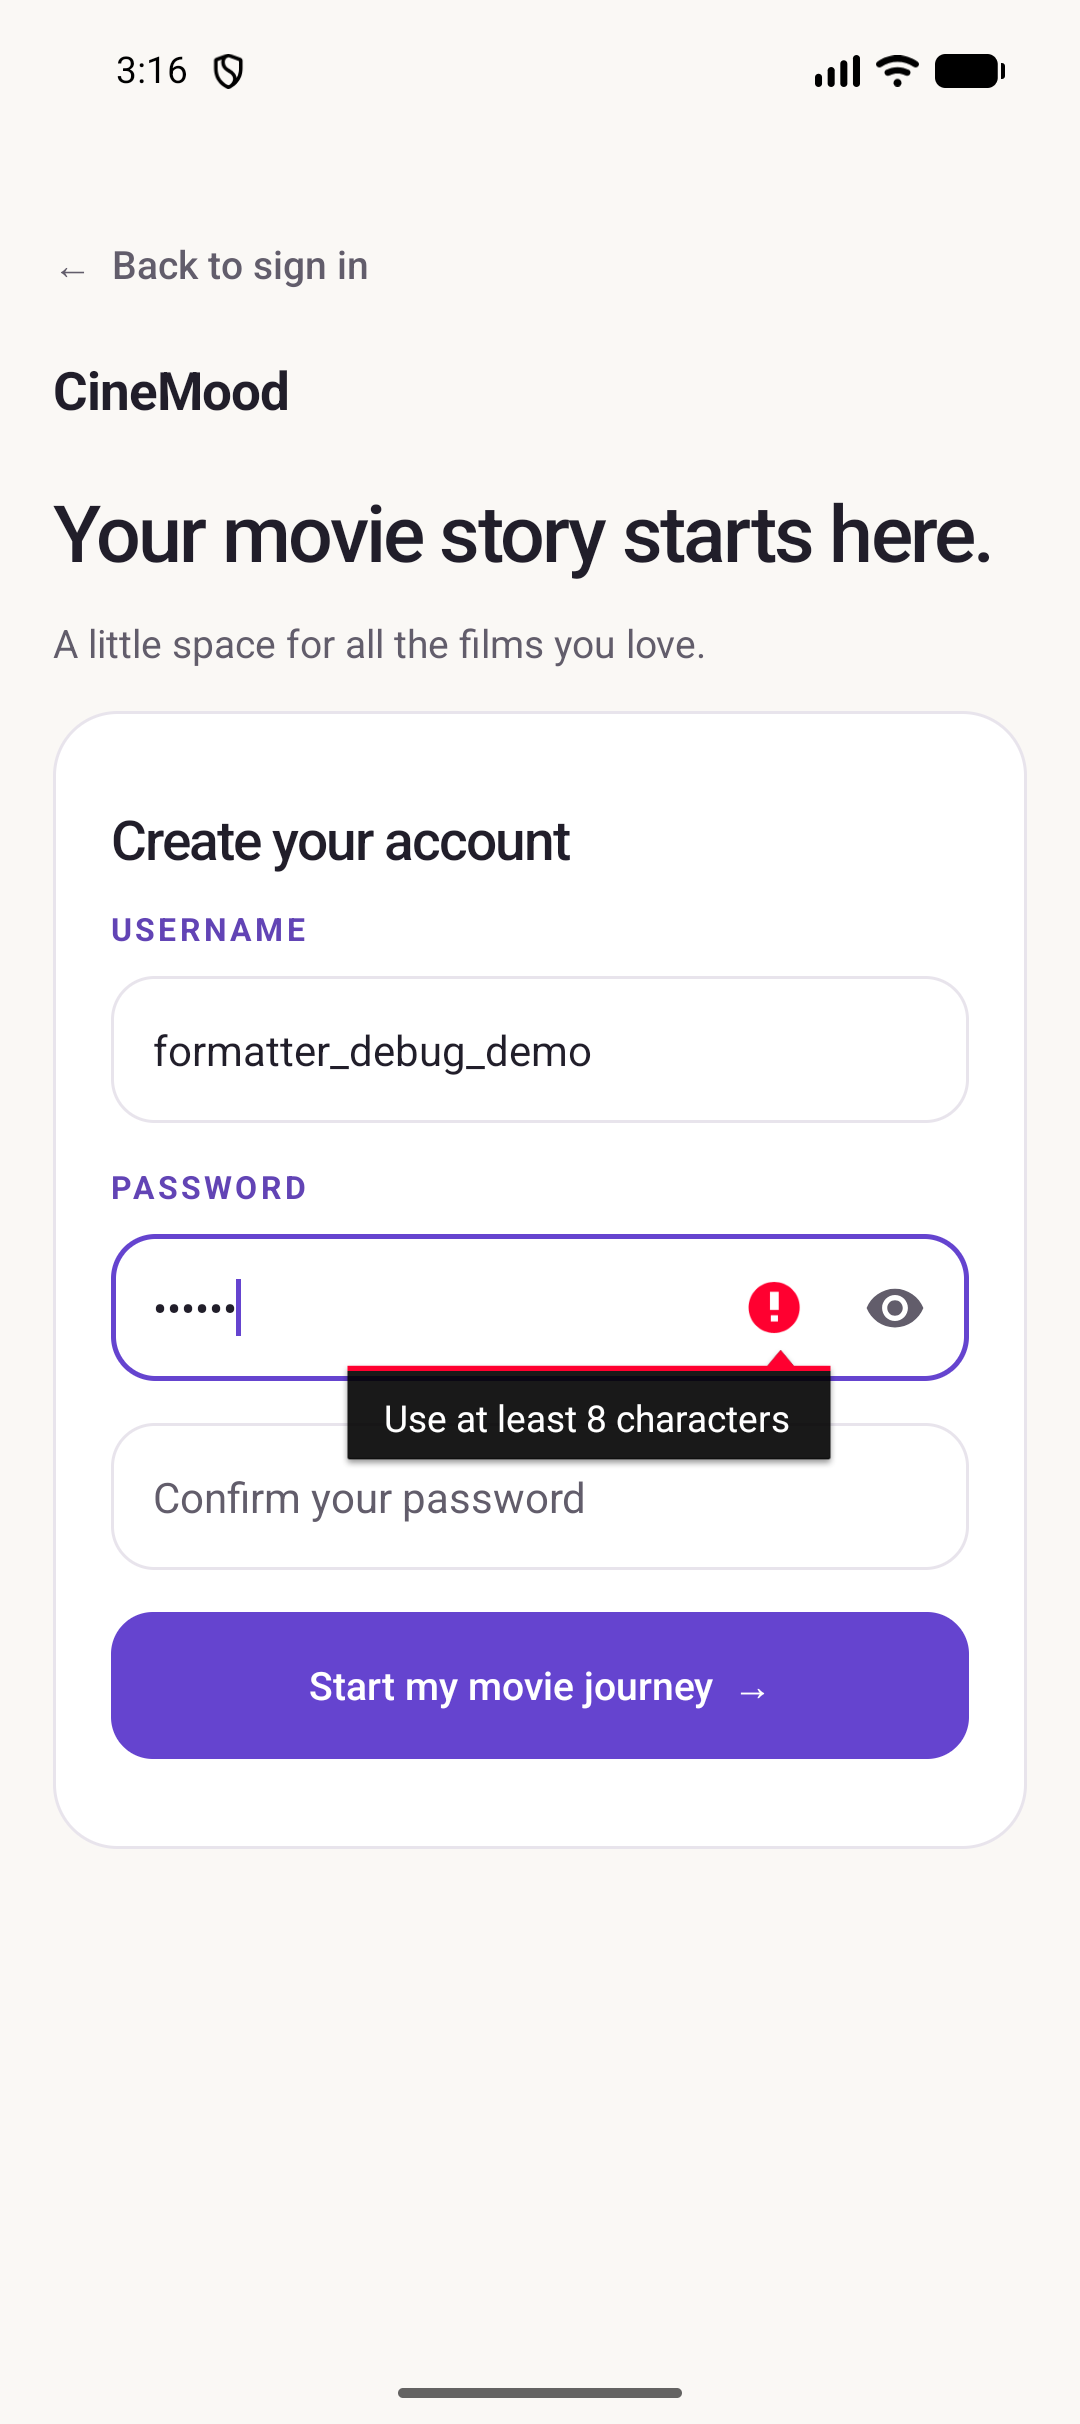 3:16
← Back to sign in
CineMood
Your movie story starts here.
A little space for all the films you love.
Create your account
USERNAME
formatter_debug_demo
PASSWORD
••••••
Use at least 8 characters
Confirm your password
Start my movie journey →